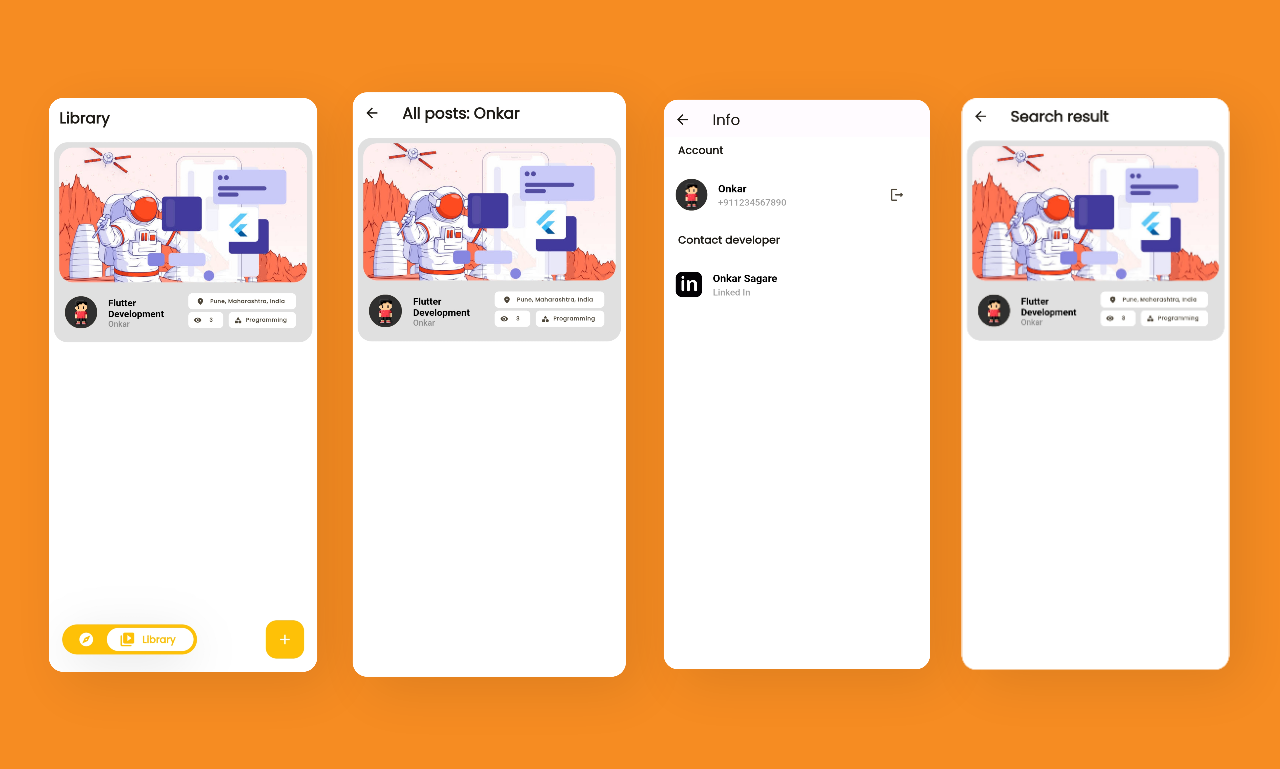 Library
Flutter
Development
Onkar
Pune, Maharashtra, India
3
Programming
Library
All posts: Onkar
Flutter
Development
Onkar
Pune, Maharashtra, India
3
Programming
Info
Account
Onkar
+911234567890
Contact developer
in
Onkar Sagare
Linked In
Search result
Flutter
Development
Onkar
Pune, Maharashtra, India
8
Programming